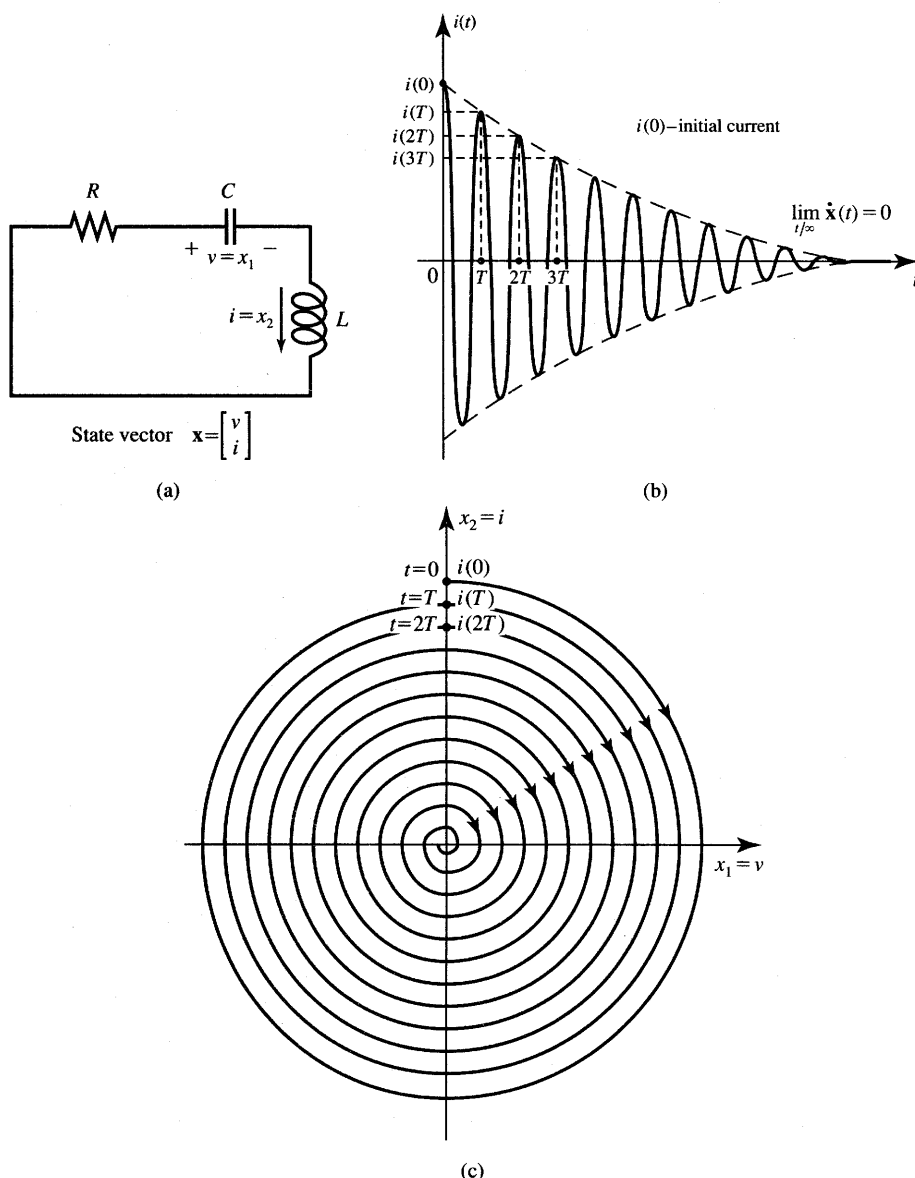 R
C
+ −
v=x₁
i=x₂
L
State vector x=[v i]
(a)
i(t)
i(0)
i(T)
i(2T)
i(3T)
i(0)–initial current
lim ẋ(t)=0
t/∞
0
T
2T
3T
(b)
x₂=i
t=0 i(0)
t=T i(T)
t=2T i(2T)
x₁=v
(c)